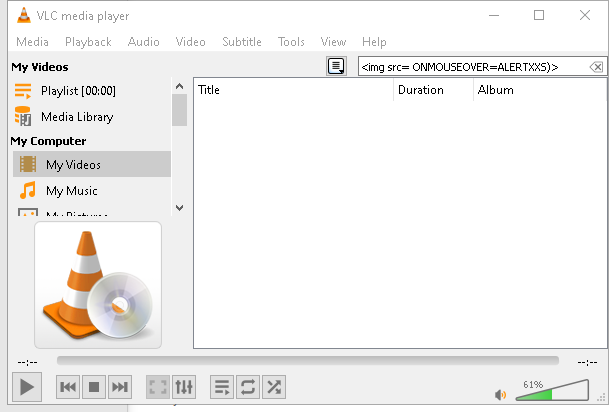 VLC media player
Media Playback Audio Video Subtitle Tools View Help
My Videos
<img src= ONMOUSEOVER=ALERTXXS)>
Playlist [00:00]
Media Library
My Computer
My Videos
My Music
My Pictures
Title Duration Album
--:-- --:--
61%